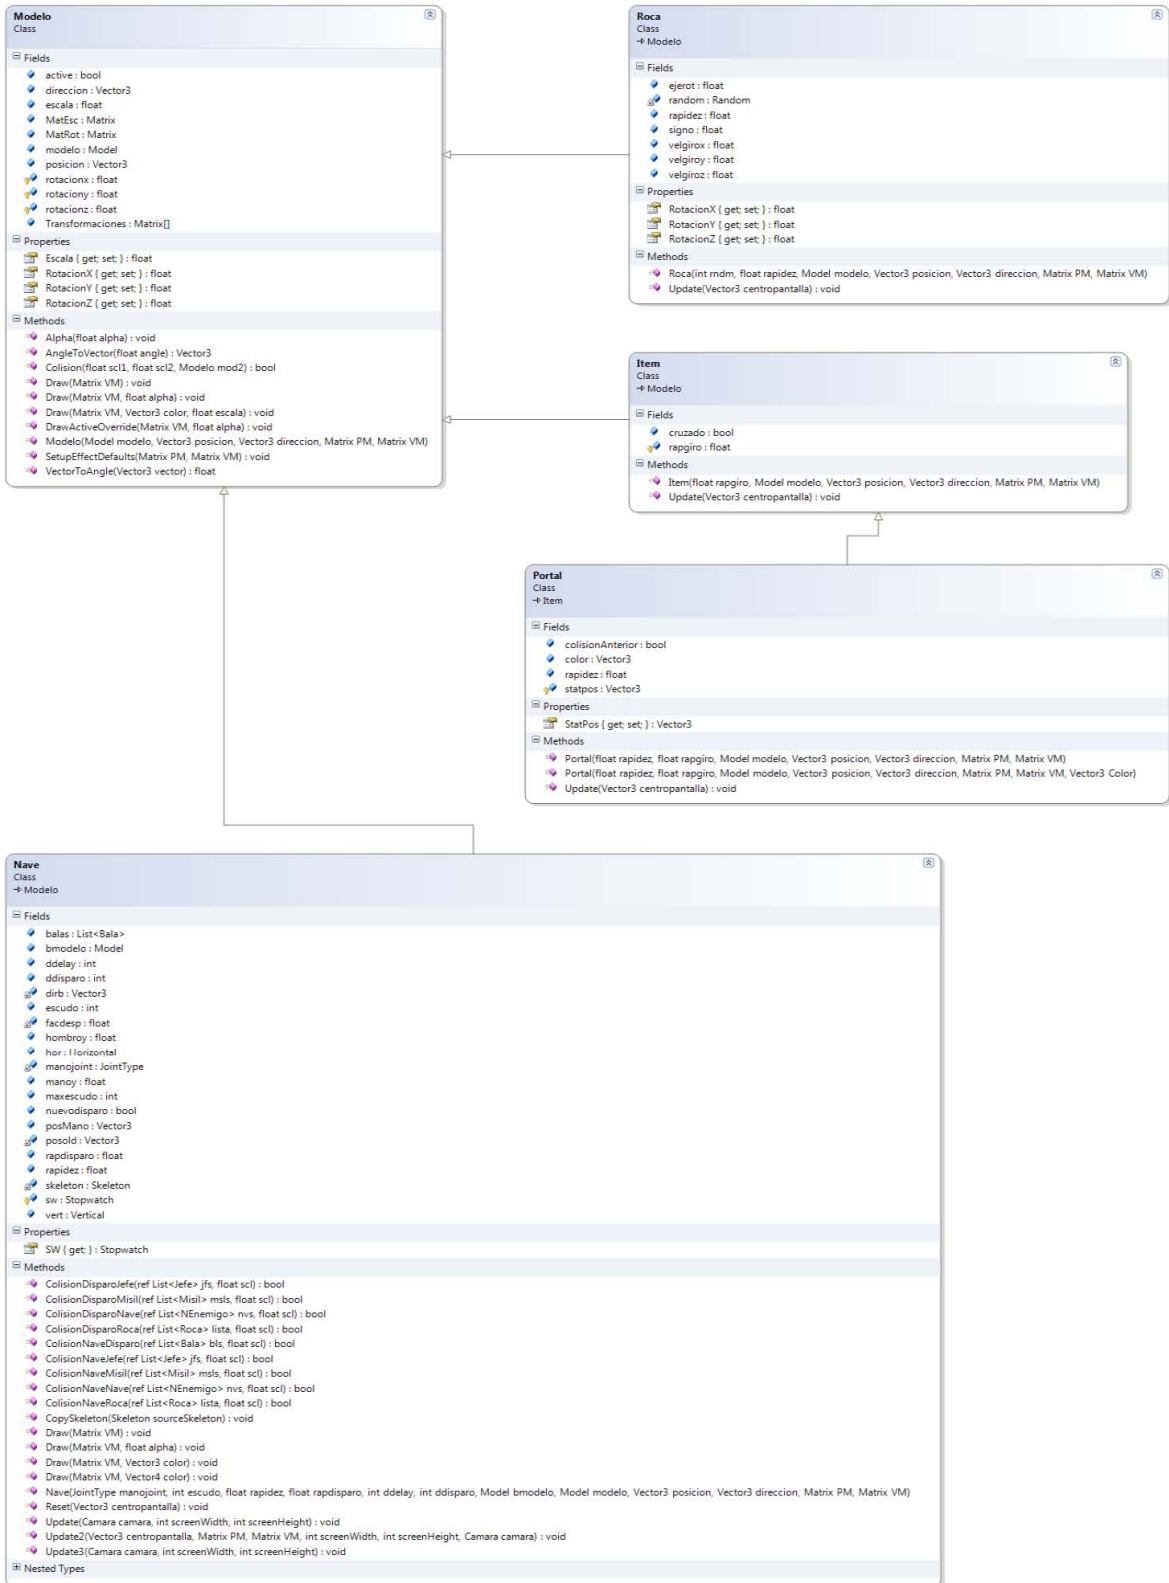 Modelo
Class
Fields
active : bool
direccion : Vector3
escala : float
MatEsc : Matrix
MatRot : Matrix
modelo : Model
posicion : Vector3
rotacionx : float
rotaciony : float
rotacionz : float
Transformaciones : Matrix[]
Properties
Escala { get; set; } : float
RotacionX { get; set; } : float
RotacionY { get; set; } : float
RotacionZ { get; set; } : float
Methods
Alpha(float alpha) : void
AngleToVector(float angle) : Vector3
Colision(float scl1, float scl2, Modelo mod2) : bool
Draw(Matrix VM) : void
Draw(Matrix VM, float alpha) : void
Draw(Matrix VM, Vector3 color, float escala) : void
DrawActiveOverride(Matrix VM, float alpha) : void
Modelo(Model modelo, Vector3 posicion, Vector3 direccion, Matrix PM, Matrix VM)
SetupEffectDefaults(Matrix PM, Matrix VM) : void
VectorToAngle(Vector3 vector) : float
Roca
Class
Modelo
Fields
ejerot : float
random : Random
rapidez : float
signo : float
velgirox : float
velgiroy : float
velgiroz : float
Properties
RotacionX { get; set; } : float
RotacionY { get; set; } : float
RotacionZ { get; set; } : float
Methods
Roca(int rndm, float rapidez, Model modelo, Vector3 posicion, Vector3 direccion, Matrix PM, Matrix VM)
Update(Vector3 centropantalla) : void
Item
Class
Modelo
Fields
cruzado : bool
rapgiro : float
Methods
Item(float rapgiro, Model modelo, Vector3 posicion, Vector3 direccion, Matrix PM, Matrix VM)
Update(Vector3 centropantalla) : void
Portal
Class
Item
Fields
colisionAnterior : bool
color : Vector3
rapidez : float
statpos : Vector3
Properties
StatPos { get; set; } : Vector3
Methods
Portal(float rapidez, float rapgiro, Model modelo, Vector3 posicion, Vector3 direccion, Matrix PM, Matrix VM)
Portal(float rapidez, float rapgiro, Model modelo, Vector3 posicion, Vector3 direccion, Matrix PM, Matrix VM, Vector3 Color)
Update(Vector3 centropantalla) : void
Nave
Class
Modelo
Fields
balas : List<Bala>
bmodelo : Model
ddelay : int
ddisparo : int
dirb : Vector3
escudo : int
facdesp : float
hombroy : float
hor : Horizontal
manojoint : JointType
manoy : float
maxescudo : int
nuevodisparo : bool
posMano : Vector3
posold : Vector3
rapdisparo : float
rapidez : float
skeleton : Skeleton
sw : Stopwatch
vert : Vertical
Properties
SW { get; } : Stopwatch
Methods
ColisionDisparoJefe(ref List<Jefe> jfs, float scl) : bool
ColisionDisparoMisil(ref List<Misil> msls, float scl) : bool
ColisionDisparoNave(ref List<NEnemigo> nvs, float scl) : bool
ColisionDisparoRoca(ref List<Roca> lista, float scl) : bool
ColisionNaveDisparo(ref List<Bala> bls, float scl) : bool
ColisionNaveJefe(ref List<Jefe> jfs, float scl) : bool
ColisionNaveMisil(ref List<Misil> msls, float scl) : bool
ColisionNaveNave(ref List<NEnemigo> nvs, float scl) : bool
ColisionNaveRoca(ref List<Roca> lista, float scl) : bool
CopySkeleton(Skeleton sourceSkeleton) : void
Draw(Matrix VM) : void
Draw(Matrix VM, float alpha) : void
Draw(Matrix VM, Vector3 color) : void
Draw(Matrix VM, Vector4 color) : void
Nave(JointType manojoint, int escudo, float rapidez, float rapdisparo, int ddelay, int ddisparo, Model bmodelo, Model modelo, Vector3 posicion, Vector3 direccion, Matrix PM, Matrix VM)
Reset(Vector3 centropantalla) : void
Update(Camara camara, int screenWidth, int screenHeight) : void
Update2(Vector3 centropantalla, Matrix PM, Matrix VM, int screenWidth, int screenHeight, Camara camara) : void
Update3(Camara camara, int screenWidth, int screenHeight) : void
Nested Types